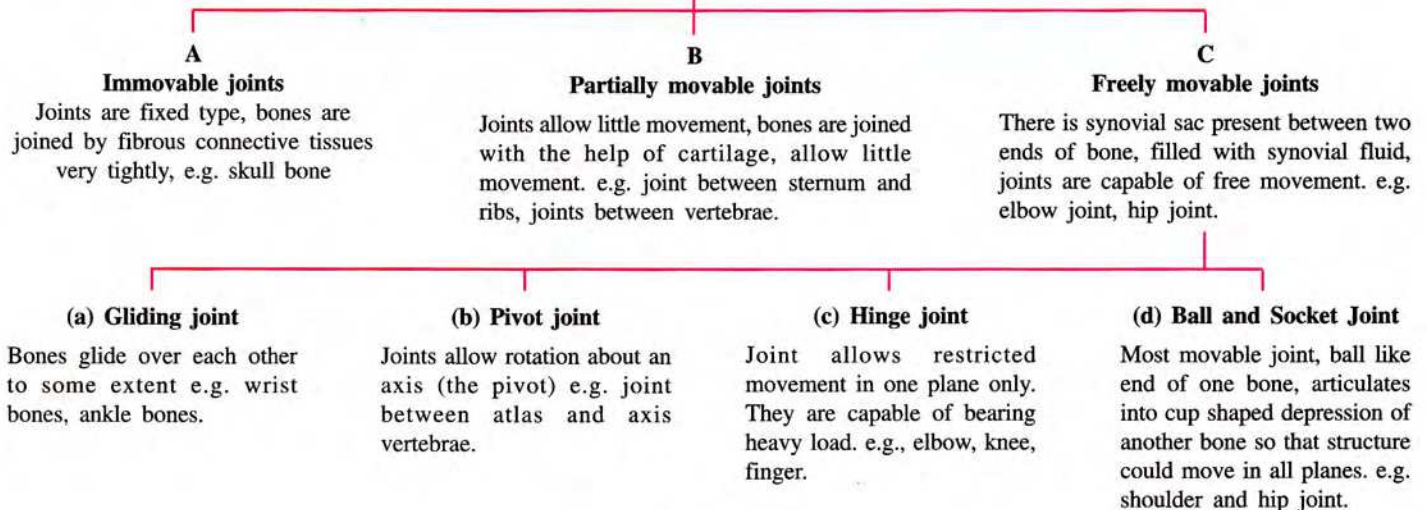 A
Immovable joints
Joints are fixed type, bones are
joined by fibrous connective tissues
very tightly, e.g. skull bone
B
Partially movable joints
Joints allow little movement, bones are joined
with the help of cartilage, allow little
movement. e.g. joint between sternum and
ribs, joints between vertebrae.
C
Freely movable joints
There is synovial sac present between two
ends of bone, filled with synovial fluid,
joints are capable of free movement. e.g.
elbow joint, hip joint.
(a) Gliding joint
Bones glide over each other
to some extent e.g. wrist
bones, ankle bones.
(b) Pivot joint
Joints allow rotation about an
axis (the pivot) e.g. joint
between atlas and axis
vertebrae.
(c) Hinge joint
Joint allows restricted
movement in one plane only.
They are capable of bearing
heavy load. e.g., elbow, knee,
finger.
(d) Ball and Socket Joint
Most movable joint, ball like
end of one bone, articulates
into cup shaped depression of
another bone so that structure
could move in all planes. e.g.
shoulder and hip joint.